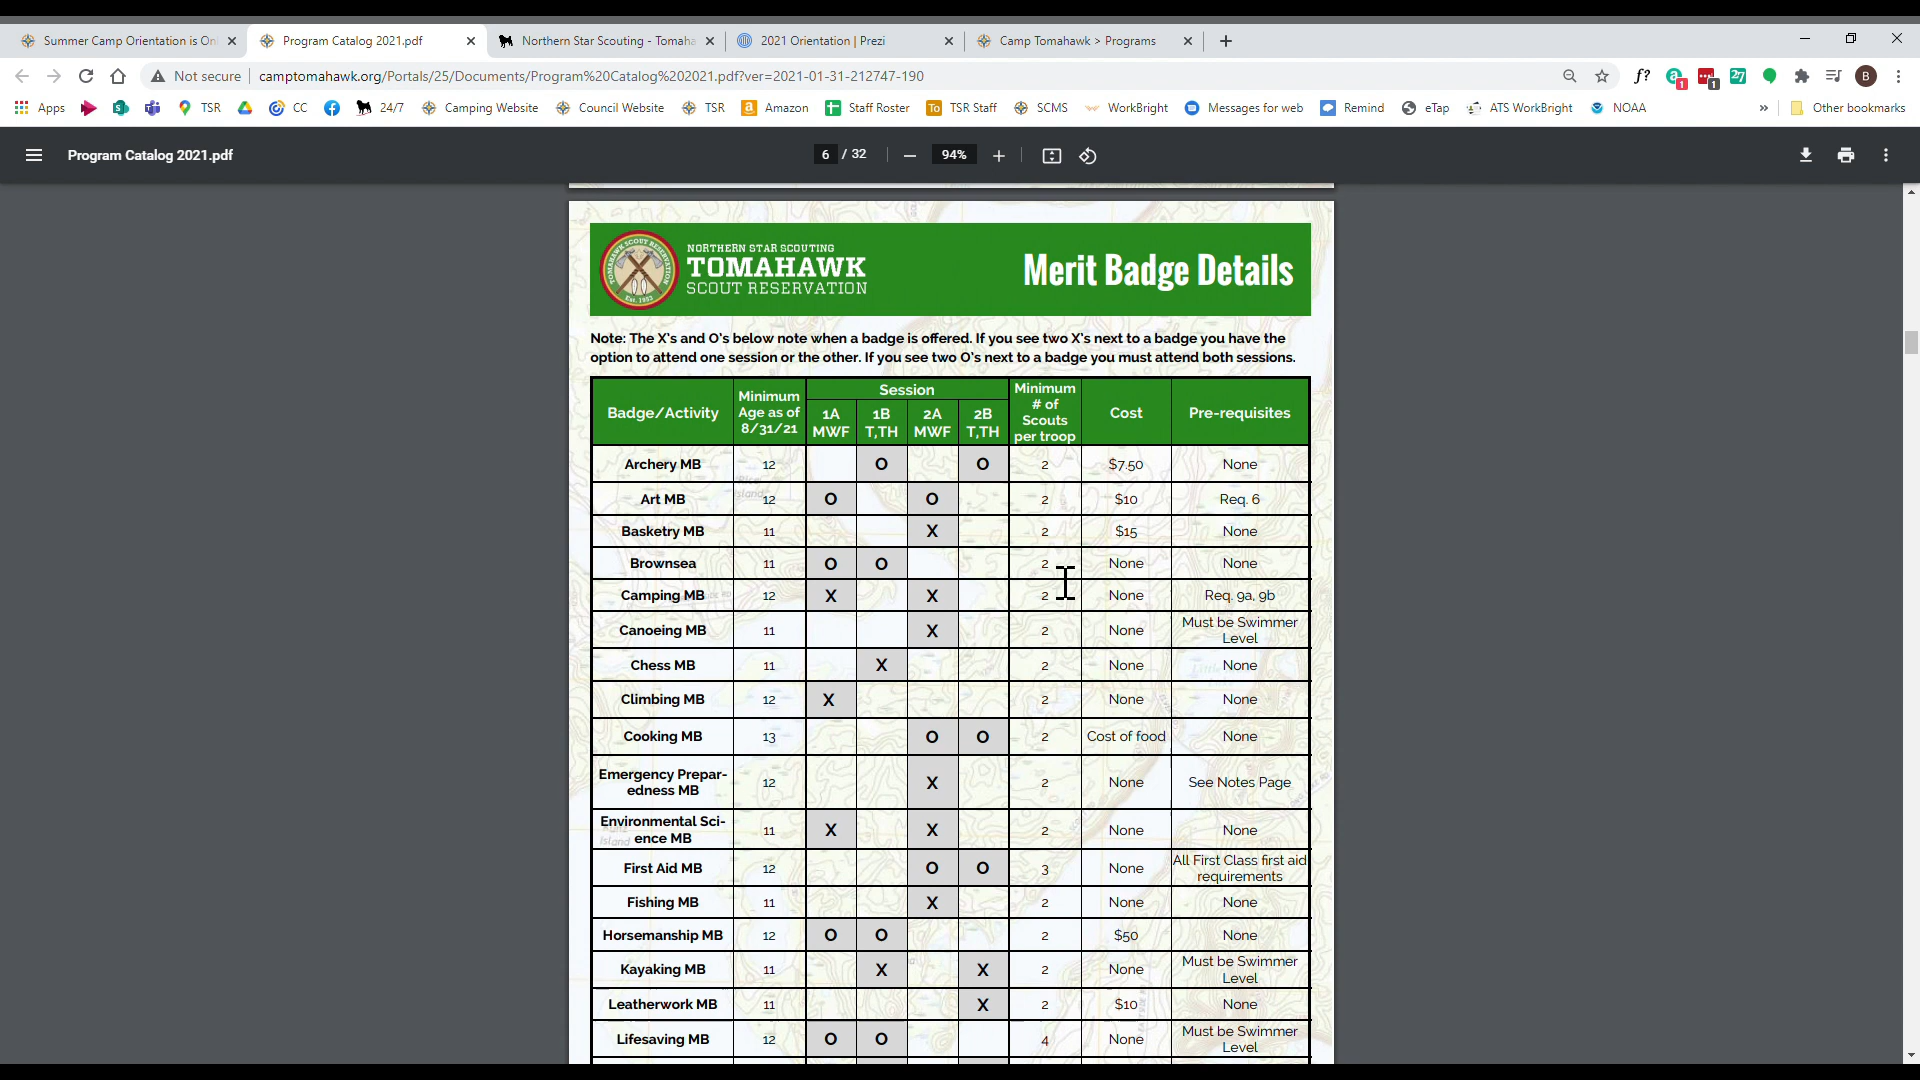 Summer Camp Orientation is On
Program Catalog 2021.pdf
Northern Star Scouting - Tomaha
2021 Orientation | Prezi
Camp Tomahawk > Programs
Not secure | camptomahawk.org/Portals/25/Documents/Program%20Catalog%202021.pdf?ver=2021-01-31-212747-190
f? 1 1 27 B
Apps TSR CC 24/7 Camping Website Council Website TSR Amazon Staff Roster To TSR Staff SCMS WorkBright Messages for web Remind eTap ATS WorkBright NOAA » Other bookmarks
Program Catalog 2021.pdf 6 / 32 94%
TOMAHAWK SCOUT RESERVATION
Est. 1952
NORTHERN STAR SCOUTING
TOMAHAWK
SCOUT RESERVATION
Merit Badge Details
Note: The X's and O's below note when a badge is offered. If you see two X's next to a badge you have the
option to attend one session or the other. If you see two O's next to a badge you must attend both sessions.
Badge/Activity
Minimum
Age as of
8/31/21
Session
1A
MWF
1B
T,TH
2A
MWF
2B
T,TH
Minimum
# of
Scouts
per troop
Cost
Pre-requisites
Archery MB 12 O O 2 $7.50 None
Art MB 12 O O 2 $10 Req. 6
Basketry MB 11 X 2 $15 None
Brownsea 11 O O 2 None None
Camping MB 12 X X 2 None Req. 9a, 9b
Canoeing MB 11 X 2 None Must be Swimmer
Level
Chess MB 11 X 2 None None
Climbing MB 12 X 2 None None
Cooking MB 13 O O 2 Cost of food None
Emergency Prepar-
edness MB 12 X 2 None See Notes Page
Environmental Sci-
ence MB 11 X X 2 None None
First Aid MB 12 O O 3 None All First Class first aid
requirements
Fishing MB 11 X 2 None None
Horsemanship MB 12 O O 2 $50 None
Kayaking MB 11 X X 2 None Must be Swimmer
Level
Leatherwork MB 11 X 2 $10 None
Lifesaving MB 12 O O 4 None Must be Swimmer
Level